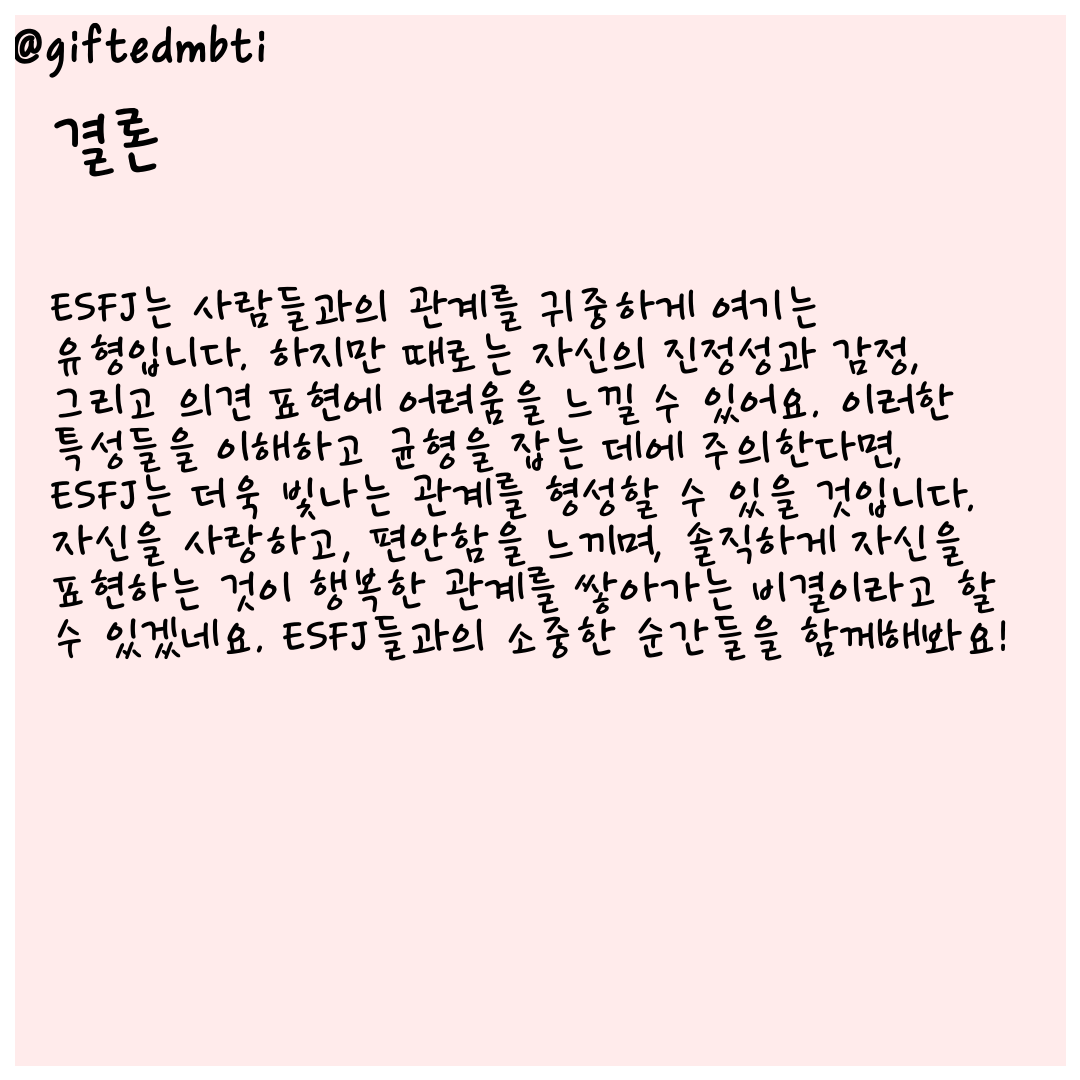 @giftedmbti
결론
ESFJ는 사람들과의 관계를 귀중하게 여기는
유형입니다. 하지만 때로는 자신의 진정성과 감정,
그리고 의견 표현에 어려움을 느낄 수 있어요. 이러한
특성들을 이해하고 균형을 잡는 데에 주의한다면,
ESFJ는 더욱 빛나는 관계를 형성할 수 있을 것입니다.
자신을 사랑하고, 편안함을 느끼며, 솔직하게 자신을
표현하는 것이 행복한 관계를 쌓아가는 비결이라고 할
수 있겠네요. ESFJ들과의 소중한 순간들을 함께해봐요!